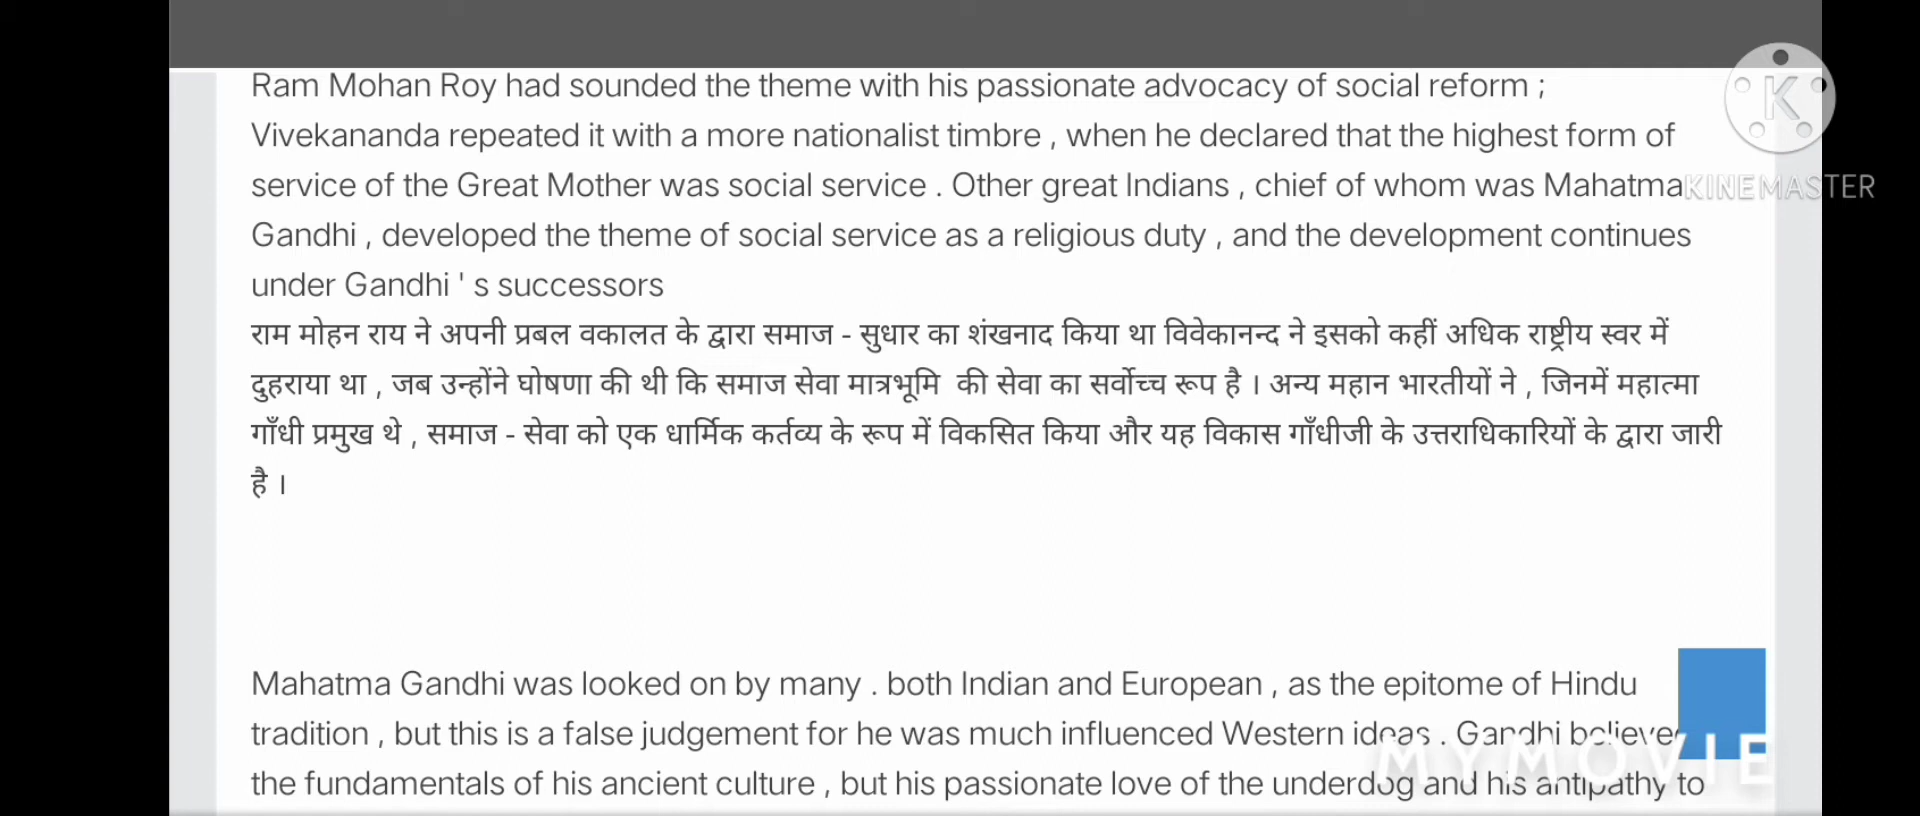 Ram Mohan Roy had sounded the theme with his passionate advocacy of social reform ;
Vivekananda repeated it with a more nationalist timbre , when he declared that the highest form of
service of the Great Mother was social service . Other great Indians , chief of whom was Mahatma
Gandhi , developed the theme of social service as a religious duty , and the development continues
under Gandhi ' s successors
राम मोहन राय ने अपनी प्रबल वकालत के द्वारा समाज - सुधार का शंखनाद किया था विवेकानन्द ने इसको कहीं अधिक राष्ट्रीय स्वर में
दुहराया था , जब उन्होंने घोषणा की थी कि समाज सेवा मात्रभूमि की सेवा का सर्वोच्च रूप है । अन्य महान भारतीयों ने , जिनमें महात्मा
गाँधी प्रमुख थे , समाज - सेवा को एक धार्मिक कर्तव्य के रूप में विकसित किया और यह विकास गाँधीजी के उत्तराधिकारियों के द्वारा जारी
है ।
Mahatma Gandhi was looked on by many . both Indian and European , as the epitome of Hindu
tradition , but this is a false judgement for he was much influenced Western ideas . Gandhi
the fundamentals of his ancient culture , but his passionate love of the underdog and his antipathy to
K
KINEMASTER
MYMOVIE